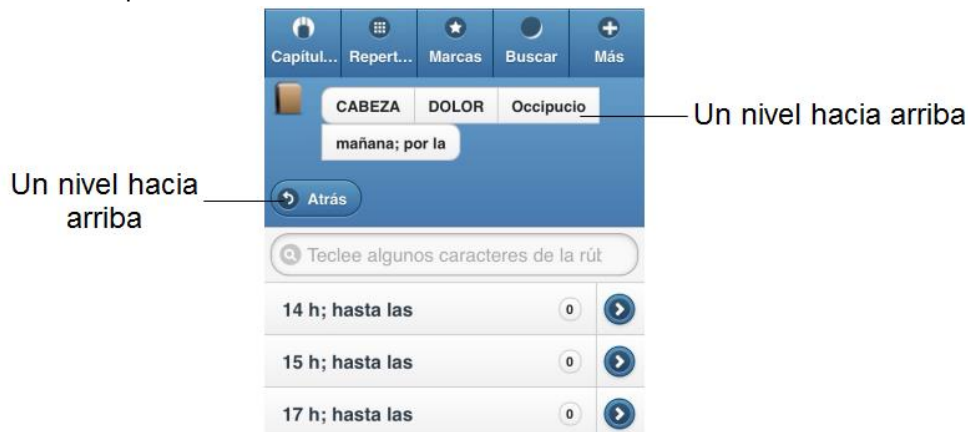 Capítul... Repert... Marcas Buscar Más
CABEZA DOLOR Occipucio
Un nivel hacia arriba
mañana; por la
Un nivel hacia
arriba
Atrás
Teclee algunos caracteres de la rúb
14 h; hasta las 0
15 h; hasta las 0
17 h; hasta las 0